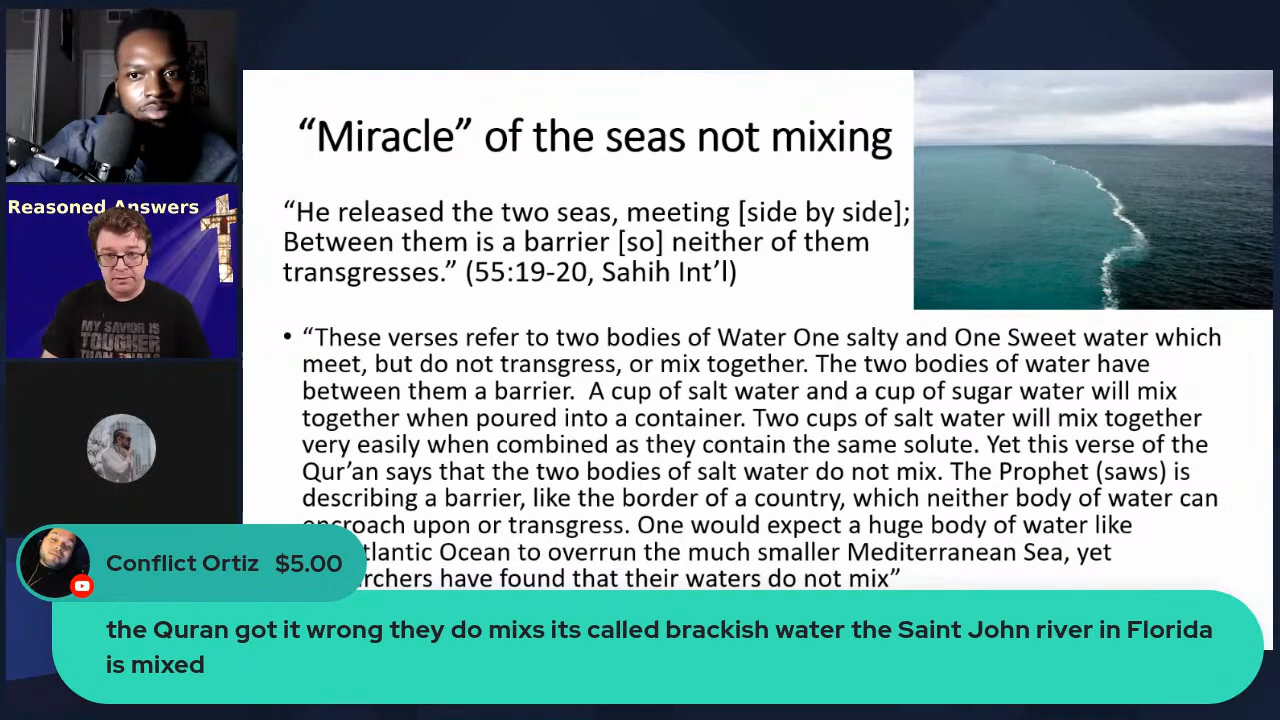 “Miracle” of the seas not mixing
“He released the two seas, meeting [side by side];
Between them is a barrier [so] neither of them
transgresses.” (55:19-20, Sahih Int’l)
• “These verses refer to two bodies of Water One salty and One Sweet water which
meet, but do not transgress, or mix together. The two bodies of water have
between them a barrier.  A cup of salt water and a cup of sugar water will mix
together when poured into a container. Two cups of salt water will mix together
very easily when combined as they contain the same solute. Yet this verse of the
Qur’an says that the two bodies of salt water do not mix. The Prophet (saws) is
describing a barrier, like the border of a country, which neither body of water can
encroach upon or transgress. One would expect a huge body of water like
tlantic Ocean to overrun the much smaller Mediterranean Sea, yet
rchers have found that their waters do not mix”
Reasoned Answers
MY SAVIOR IS
TOUGHER
THAN NAILS
Conflict Ortiz $5.00
the Quran got it wrong they do mixs its called brackish water the Saint John river in Florida
is mixed